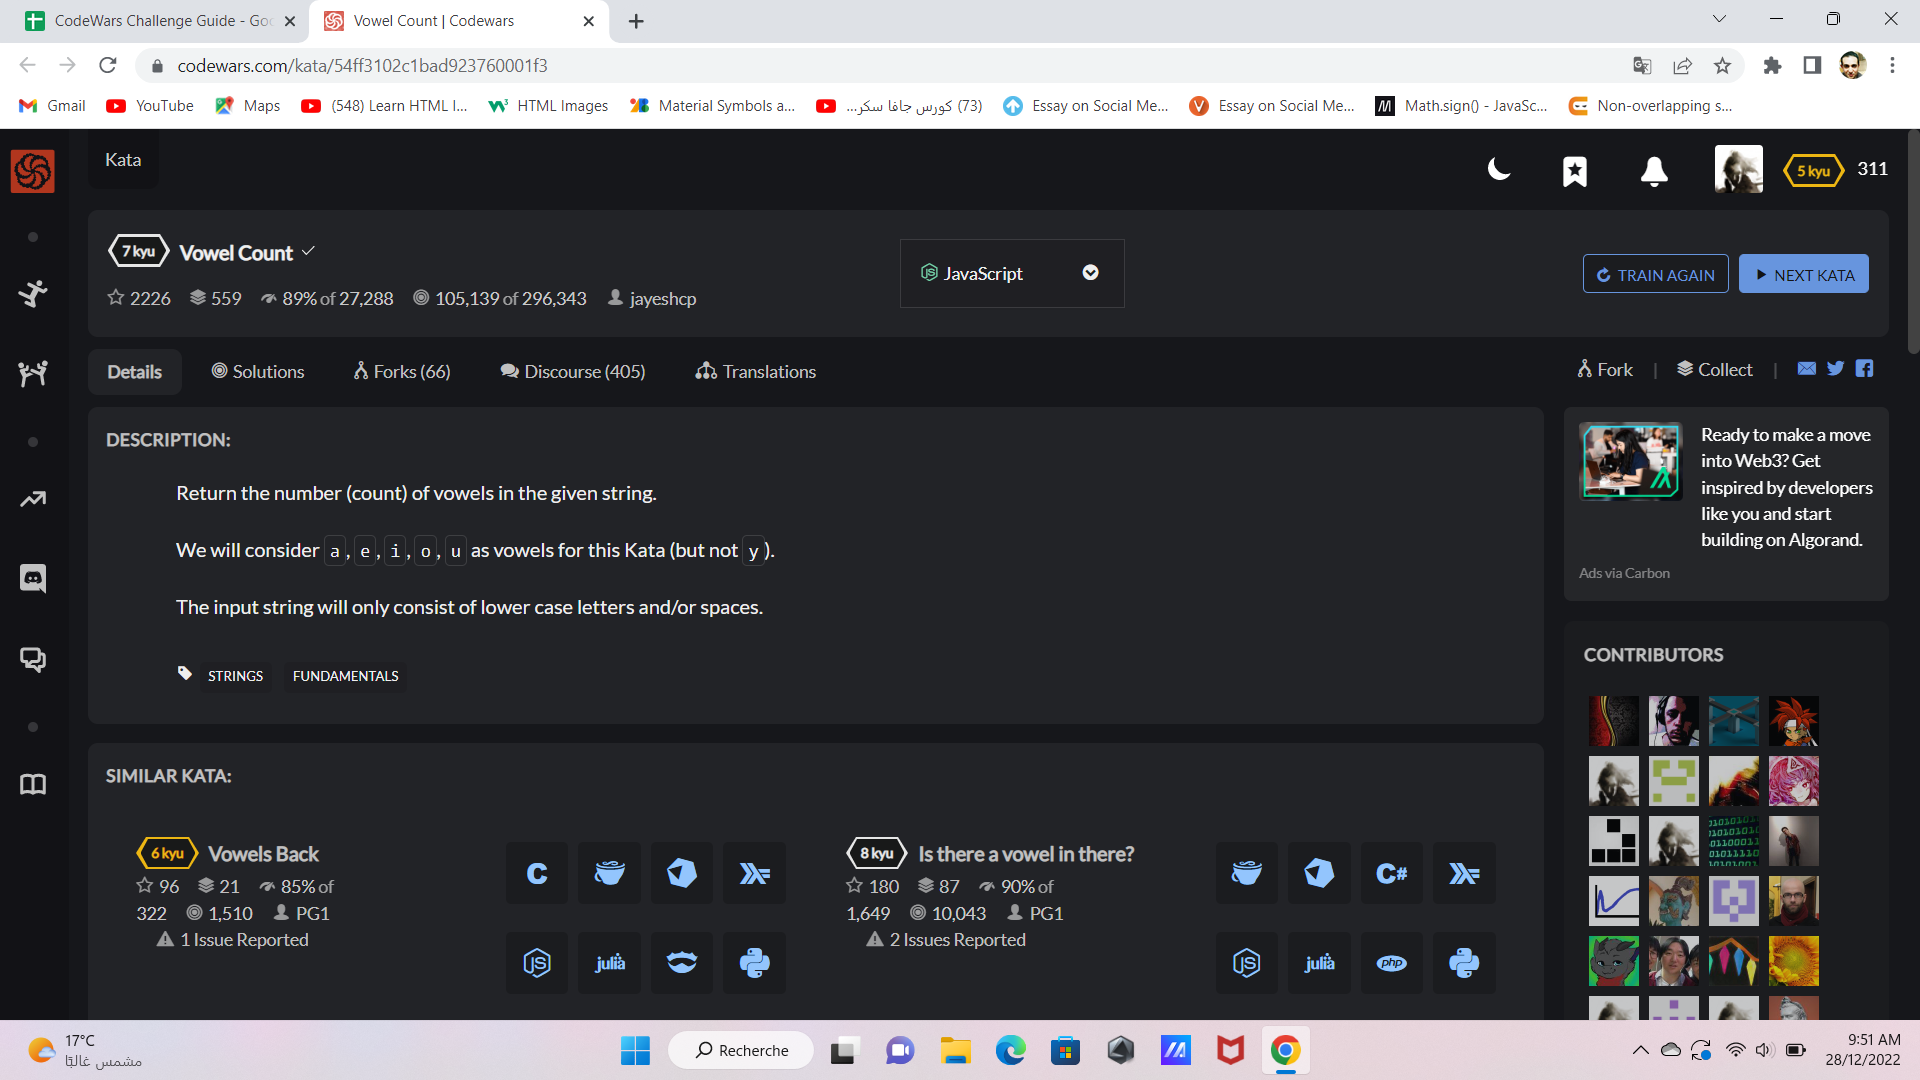 CodeWars Challenge Guide - Goo
Vowel Count | Codewars
codewars.com/kata/54ff3102c1bad923760001f3
Gmail
YouTube
Maps
(548) Learn HTML I...
HTML Images
Material Symbols a...
(73) كورس جافا سكر...
Essay on Social Me...
Essay on Social Me...
Math.sign() - JavaSc...
Non-overlapping s...
Kata
5 kyu
311
7 kyu
Vowel Count
2226 559 89% of 27,288 105,139 of 296,343 jayeshcp
JavaScript
TRAIN AGAIN
NEXT KATA
Details
Solutions
Forks (66)
Discourse (405)
Translations
Fork | Collect |
DESCRIPTION:
Return the number (count) of vowels in the given string.
We will consider a, e, i, o, u as vowels for this Kata (but not y).
The input string will only consist of lower case letters and/or spaces.
STRINGS
FUNDAMENTALS
Ready to make a move
into Web3? Get
inspired by developers
like you and start
building on Algorand.
Ads via Carbon
CONTRIBUTORS
SIMILAR KATA:
6 kyu
Vowels Back
96 21 85% of
322 1,510 PG1
1 Issue Reported
C
JS
julia
8 kyu
Is there a vowel in there?
180 87 90% of
1,649 10,043 PG1
2 Issues Reported
C#
JS
julia
php
17°C
مشمس غالبًا
Recherche
9:51 AM
28/12/2022